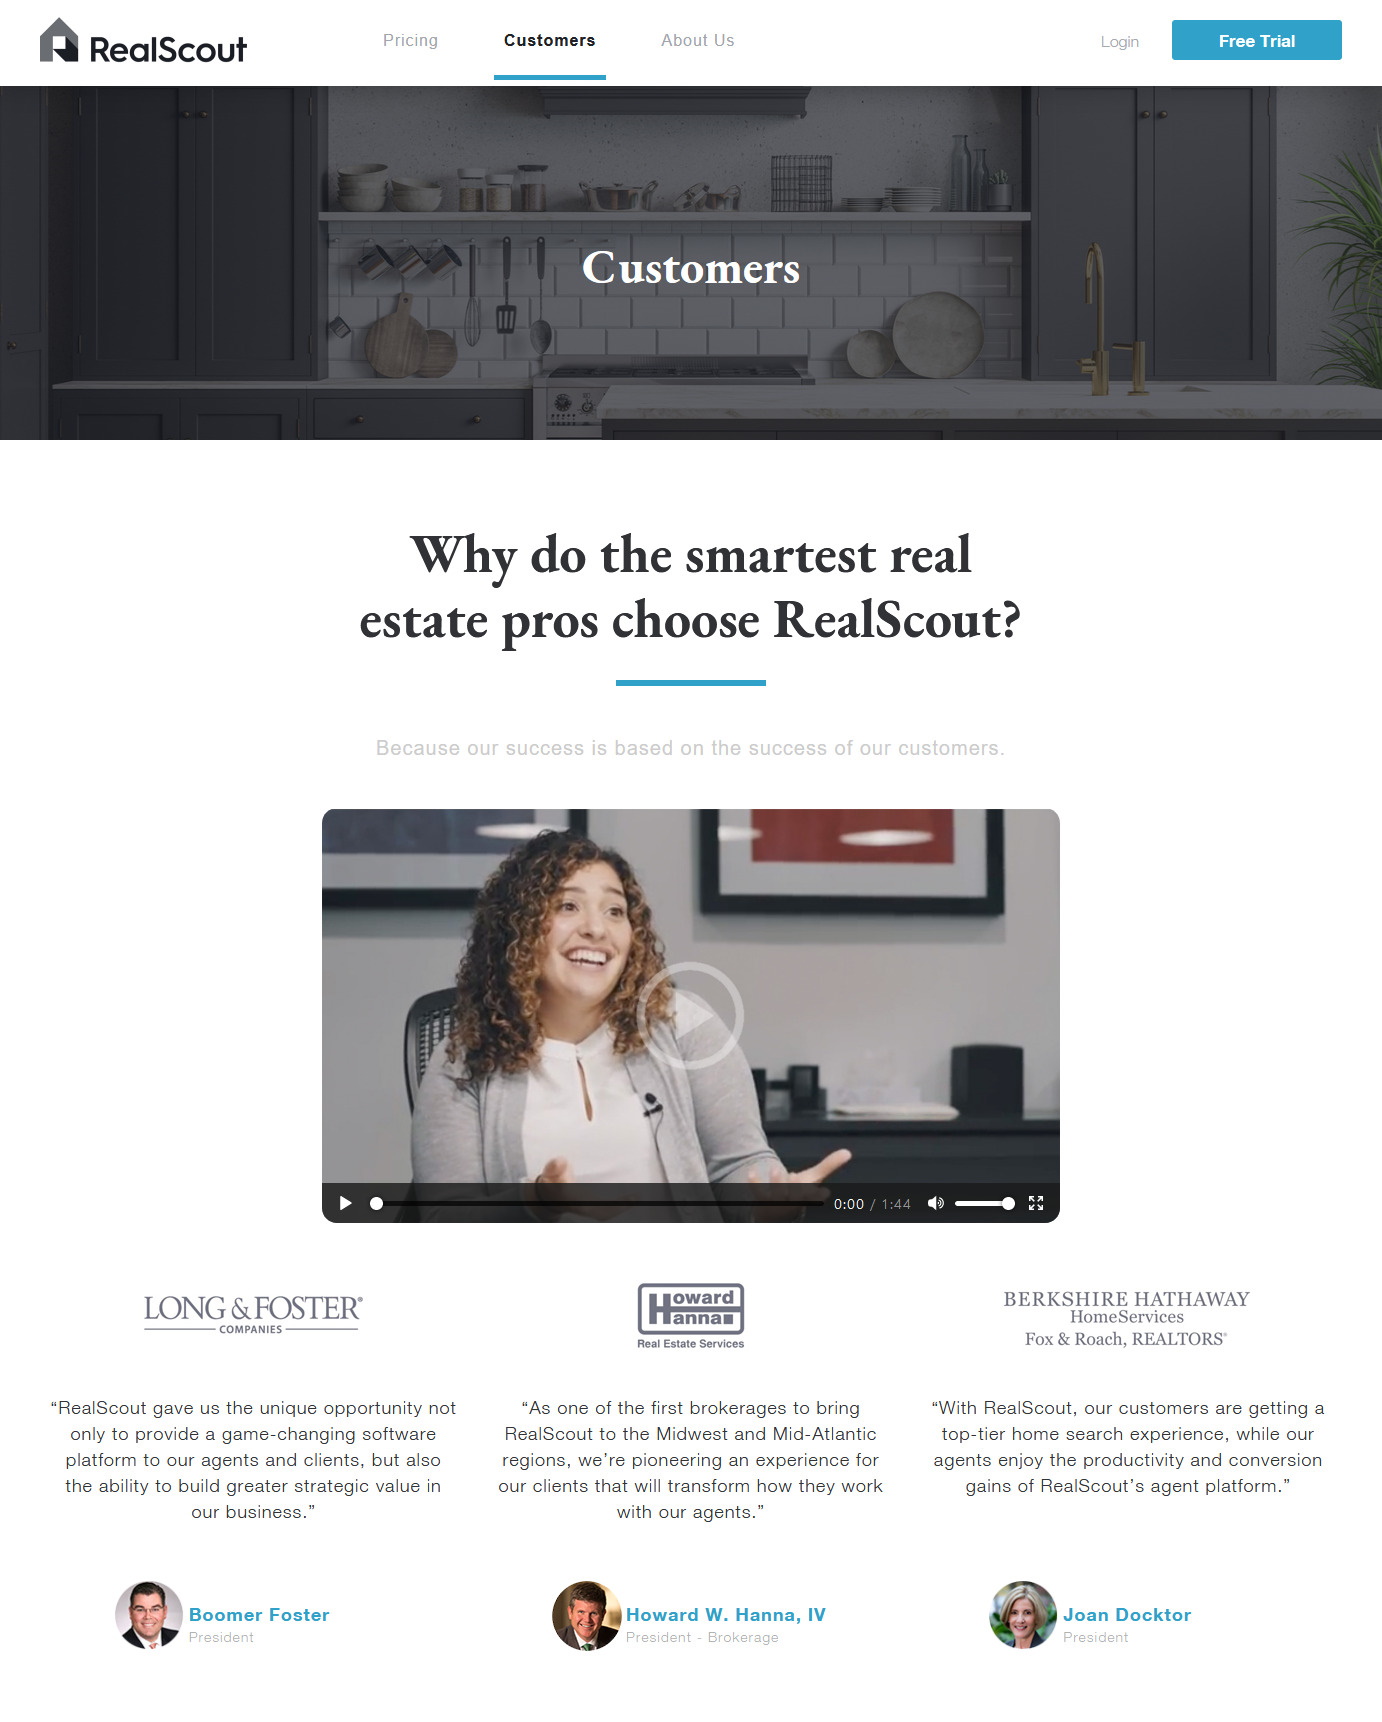 RealScout
Pricing
Customers
About Us
Login
Free Trial
Customers
Why do the smartest real
estate pros choose RealScout?
Because our success is based on the success of our customers.
0:00 / 1:44
LONG & FOSTER®
COMPANIES
Howard
Hanna
Real Estate Services
BERKSHIRE HATHAWAY
HomeServices
Fox & Roach, REALTORS®
“RealScout gave us the unique opportunity not
only to provide a game-changing software
platform to our agents and clients, but also
the ability to build greater strategic value in
our business.”
“As one of the first brokerages to bring
RealScout to the Midwest and Mid-Atlantic
regions, we’re pioneering an experience for
our clients that will transform how they work
with our agents.”
“With RealScout, our customers are getting a
top-tier home search experience, while our
agents enjoy the productivity and conversion
gains of RealScout’s agent platform.”
Boomer Foster
President
Howard W. Hanna, IV
President - Brokerage
Joan Docktor
President